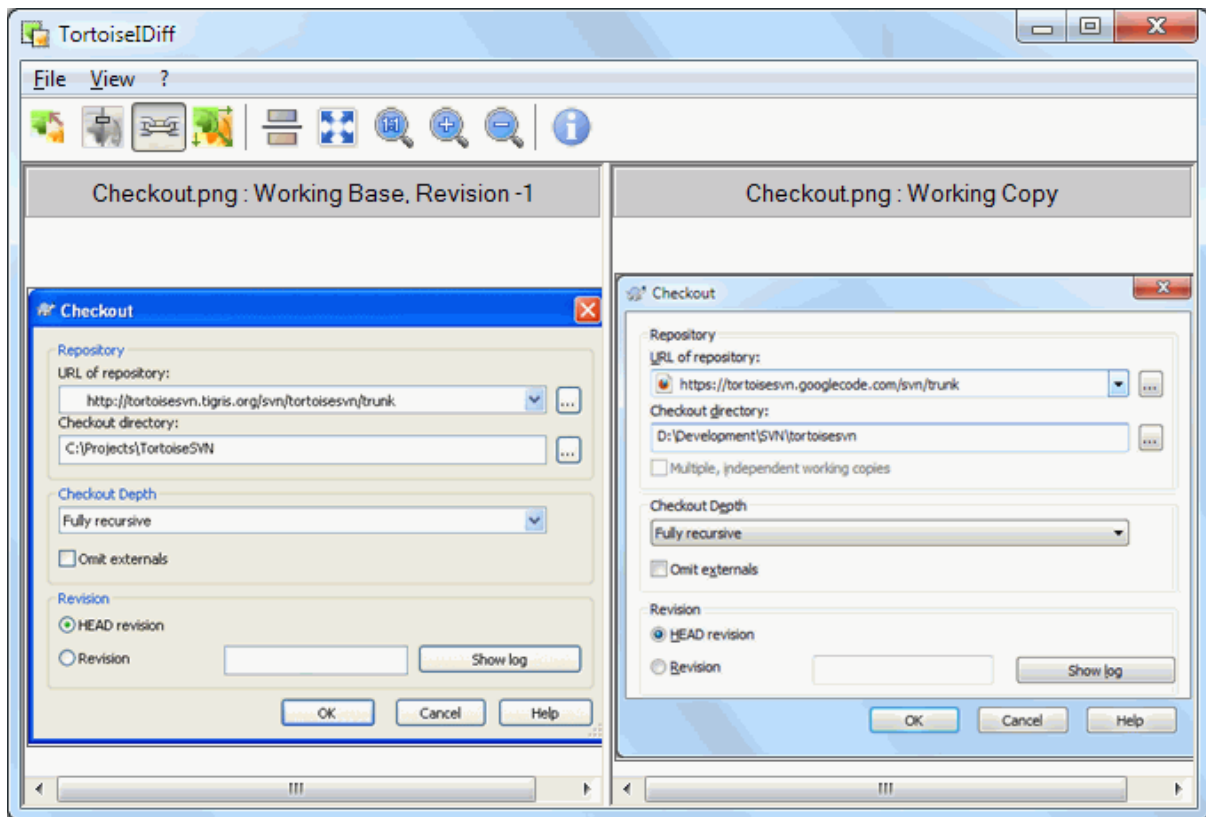 TortoiseIDiff
File View ?
1:1
Checkout.png : Working Base, Revision -1
Checkout
Repository
URL of repository:
http://tortoisesvn.tigris.org/svn/tortoisesvn/trunk
...
Checkout directory:
C:\Projects\TortoiseSVN
...
Checkout Depth
Fully recursive
Omit externals
Revision
HEAD revision
Revision
Show log
OK Cancel Help
Checkout.png : Working Copy
Checkout
Repository
URL of repository:
https://tortoisesvn.googlecode.com/svn/trunk
...
Checkout directory:
D:\Development\SVN\tortoisesvn
...
Multiple, independent working copies
Checkout Depth
Fully recursive
Omit externals
Revision
HEAD revision
Revision
Show log
OK Cancel Help